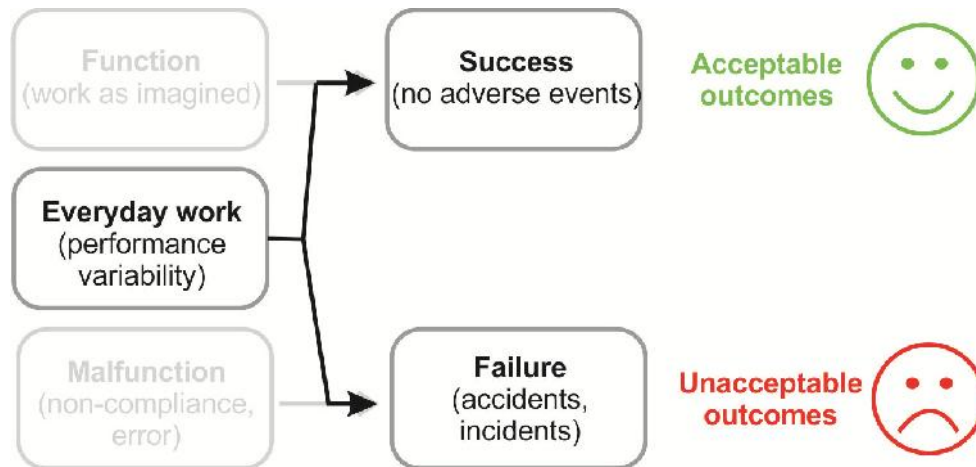 Function
(work as imagined)
Success
(no adverse events)
Acceptable
outcomes
Everyday work
(performance
variability)
Malfunction
(non-compliance,
error)
Failure
(accidents,
incidents)
Unacceptable
outcomes